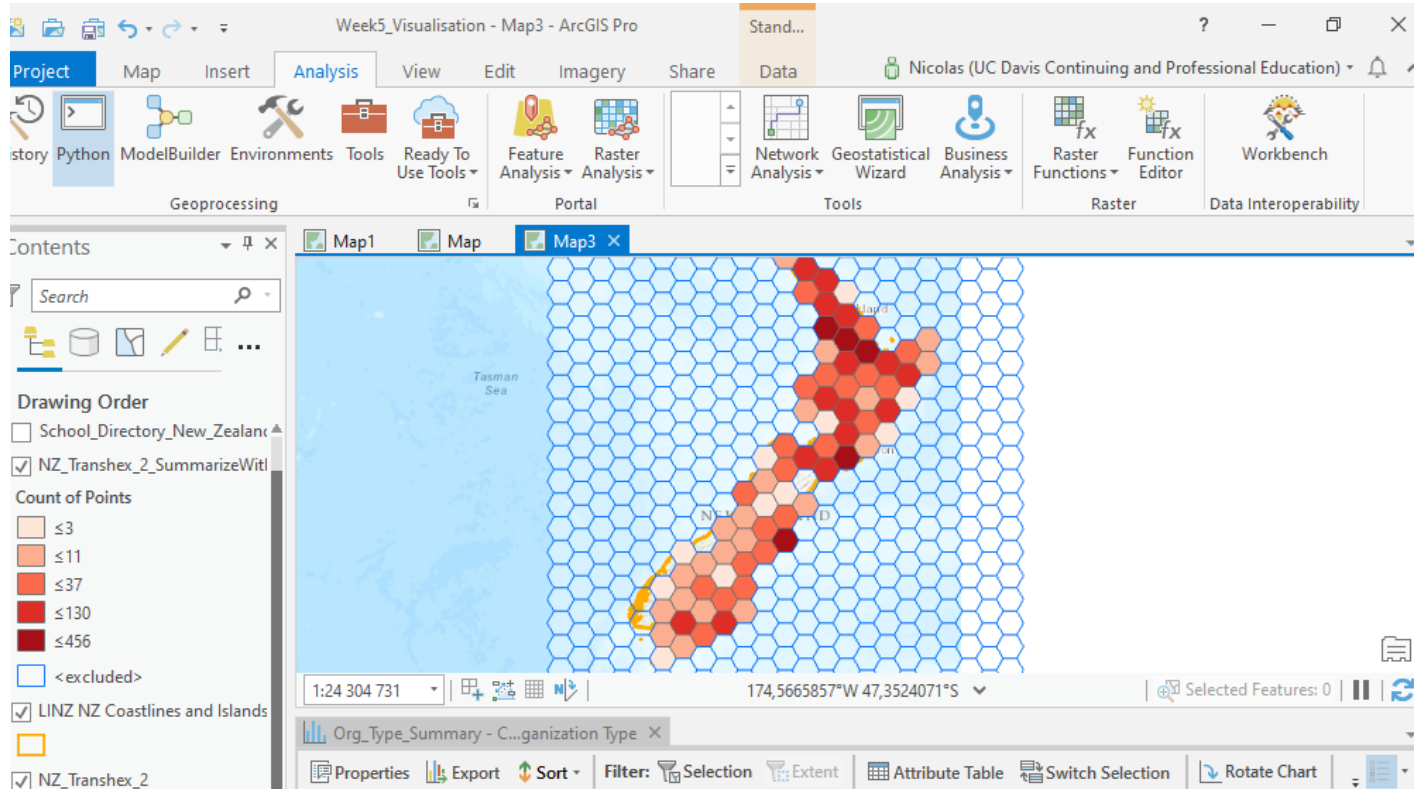 Week5_Visualisation - Map3 - ArcGIS Pro
Stand...
?
Project Map Insert Analysis View Edit Imagery Share Data
Nicolas (UC Davis Continuing and Professional Education)
story Python ModelBuilder Environments Tools Ready To Feature Raster Network Geostatistical Business Raster Function Workbench
Use Tools Analysis Analysis Analysis Wizard Analysis Functions Editor
Geoprocessing Portal Tools Raster Data Interoperability
Contents
Map1 Map Map3
Search
Drawing Order
School_Directory_New_Zealand
NZ_Transhex_2_SummarizeWit
Count of Points
≤3
≤11
≤37
≤130
≤456
<excluded>
LINZ NZ Coastlines and Islands
NZ_Transhex_2
Tasman
Sea
land
on
NE
ND
1:24 304 731
174,5665857°W 47,3524071°S
Selected Features: 0
Org_Type_Summary - C...ganization Type
Properties Export Sort Filter: Selection Extent Attribute Table Switch Selection Rotate Chart